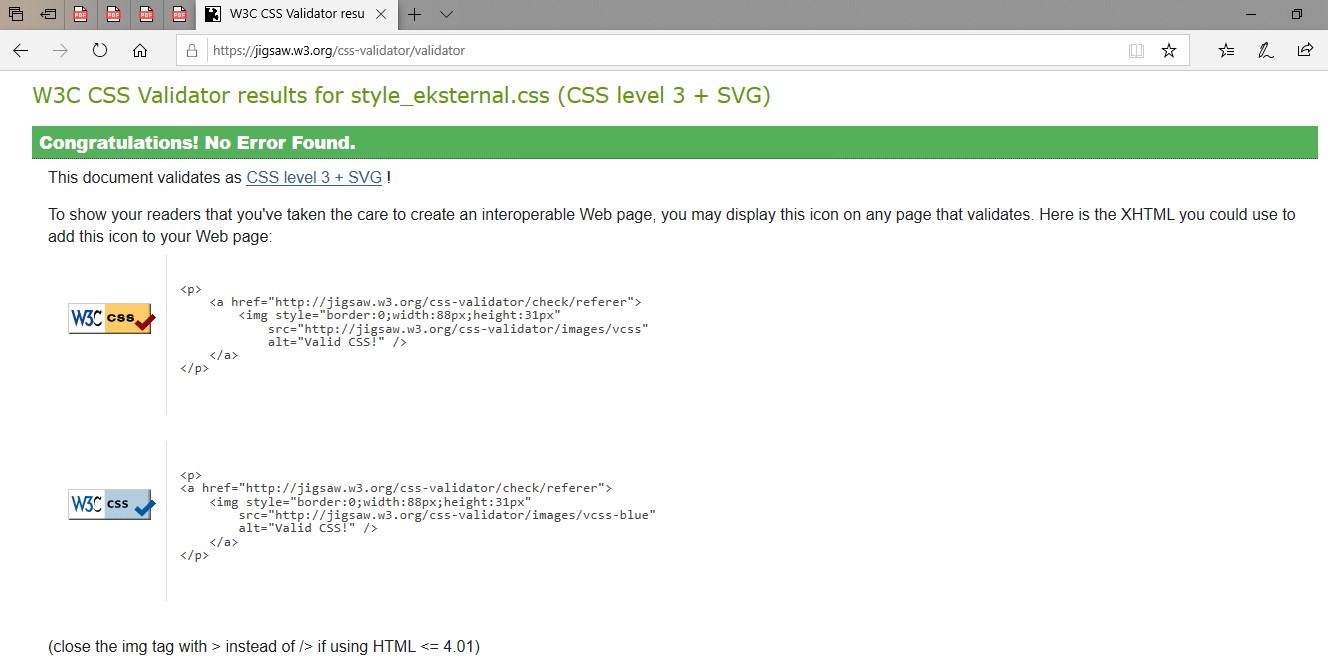 W3C CSS Validator resu
https://jigsaw.w3.org/css-validator/validator
W3C CSS Validator results for style_eksternal.css (CSS level 3 + SVG)
Congratulations! No Error Found.
This document validates as CSS level 3 + SVG !
To show your readers that you've taken the care to create an interoperable Web page, you may display this icon on any page that validates. Here is the XHTML you could use to
add this icon to your Web page:
W3C css
<p>
    <a href="http://jigsaw.w3.org/css-validator/check/referer">
        <img style="border:0;width:88px;height:31px"
            src="http://jigsaw.w3.org/css-validator/images/vcss"
            alt="Valid CSS!" />
    </a>
</p>
W3C css
<p>
<a href="http://jigsaw.w3.org/css-validator/check/referer">
    <img style="border:0;width:88px;height:31px"
        src="http://jigsaw.w3.org/css-validator/images/vcss-blue"
        alt="Valid CSS!" />
    </a>
</p>
(close the img tag with > instead of /> if using HTML <= 4.01)